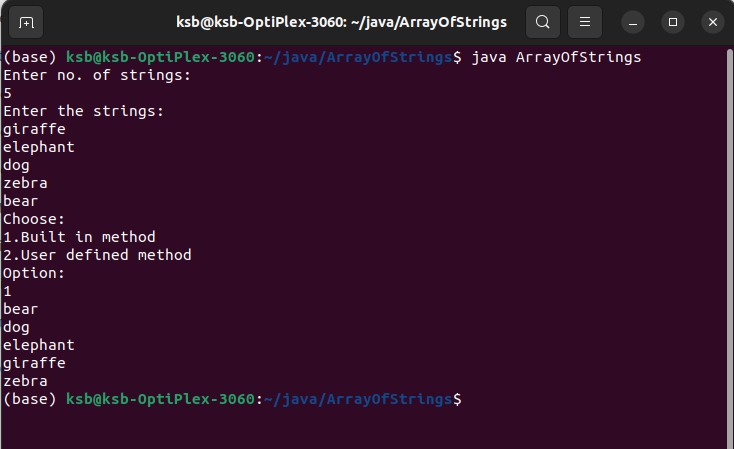 ksb@ksb-OptiPlex-3060: ~/java/ArrayOfStrings
(base) ksb@ksb-OptiPlex-3060:~/java/ArrayOfStrings$ java ArrayOfStrings
Enter no. of strings:
5
Enter the strings:
giraffe
elephant
dog
zebra
bear
Choose:
1.Built in method
2.User defined method
Option:
1
bear
dog
elephant
giraffe
zebra
(base) ksb@ksb-OptiPlex-3060:~/java/ArrayOfStrings$